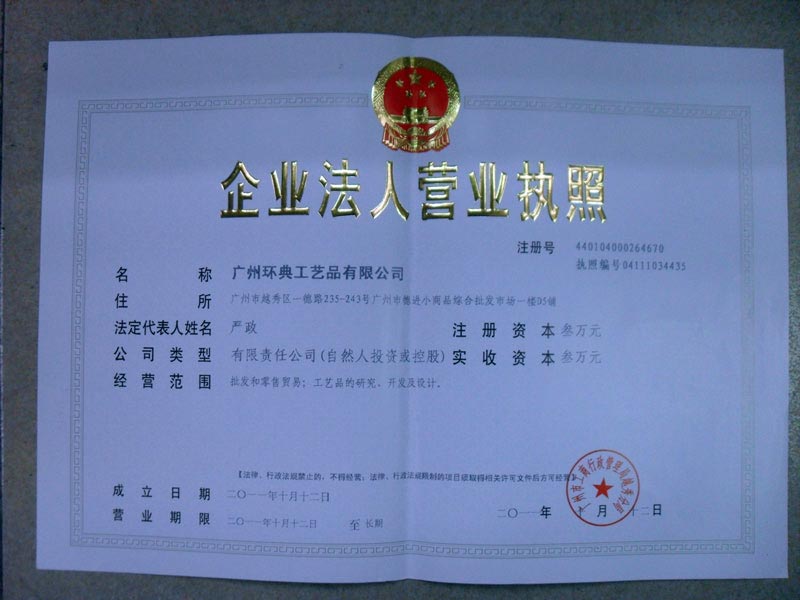 企业法人营业执照
注册号 440104000264670
执照编号04111034435
名称 广州环典工艺品有限公司
住所 广州市越秀区一德路235-243号广州市德进小商品综合批发市场一楼D5铺
法定代表人姓名 严政 注册资本 叁万元
公司类型 有限责任公司(自然人投资或控股) 实收资本 叁万元
经营范围 批发和零售贸易；工艺品的研究、开发及设计。
【法律、行政法规禁止的，不得经营；法律、行政法规限制的项目须取得相关许可文件后方可经营】
成立日期 二〇一一年十月十二日
营业期限 二〇一一年十月十二日 至 长期
二〇一一年 月 十二日
广州市工商行政管理局越秀分局